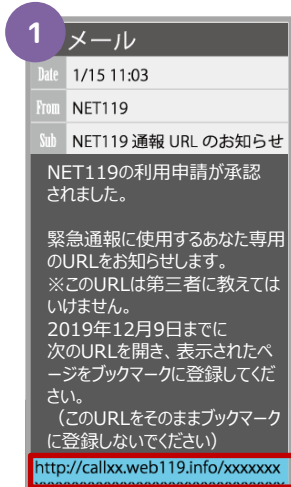 1
メール
Date 1/15 11:03
From NET119
Sub NET119 通報 URL のお知らせ
NET119の利用申請が承認
されました。
緊急通報に使用するあなた専用
のURLをお知らせします。
※このURLは第三者に教えては
いけません。
2019年12月9日までに
次のURLを開き、表示されたペ
ージをブックマークに登録してくだ
さい。
（このURLをそのままブックマーク
に登録しないでください）
http://callxx.web119.info/xxxxxxx